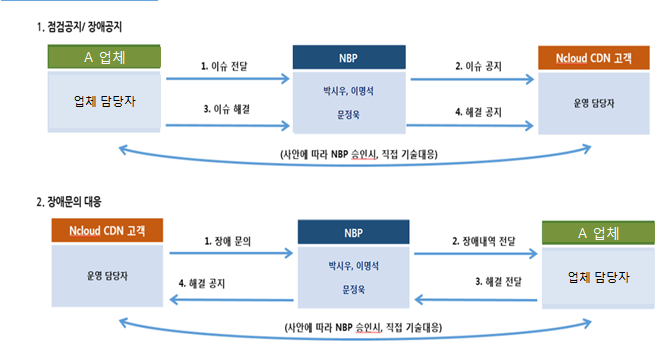 1. 점검공지/ 장애공지
A 업체
NBP
Ncloud CDN 고객
1. 이슈 전달
2. 이슈 공지
업체 담당자
박시우, 이명석
문정욱
운영 담당자
3. 이슈 해결
4. 해결 공지
(사안에 따라 NBP 승인시, 직접 기술대응)
2. 장애문의 대응
Ncloud CDN 고객
NBP
A 업체
1. 장애 문의
2. 장애내역 전달
운영 담당자
박시우, 이명석
문정욱
업체 담당자
4. 해결 공지
3. 해결 전달
(사안에 따라 NBP 승인시, 직접 기술대응)